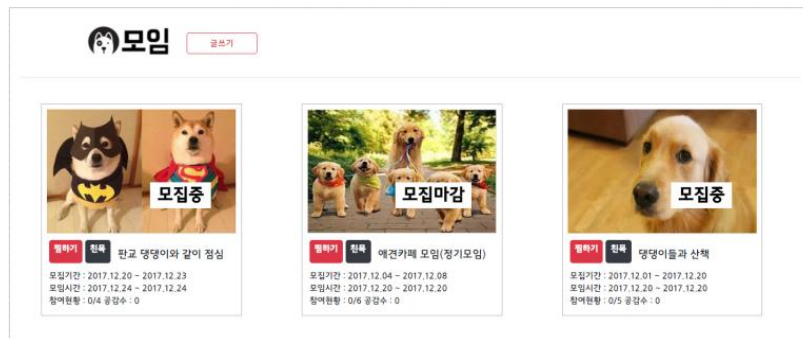 모임
글쓰기
모집중
찜하기 친목 판교 댕댕이와 같이 점심
모집기간 : 2017.12.20 ~ 2017.12.23
모임시간 : 2017.12.24 ~ 2017.12.24
참여현황 : 0/4 공감수 : 0
모집마감
찜하기 친목 애견카페 모임(정기모임)
모집기간 : 2017.12.04 ~ 2017.12.08
모임시간 : 2017.12.20 ~ 2017.12.20
참여현황 : 0/6 공감수 : 0
모집중
찜하기 친목 댕댕이들과 산책
모집기간 : 2017.12.01 ~ 2017.12.20
모임시간 : 2017.12.20 ~ 2017.12.20
참여현황 : 0/5 공감수 : 0